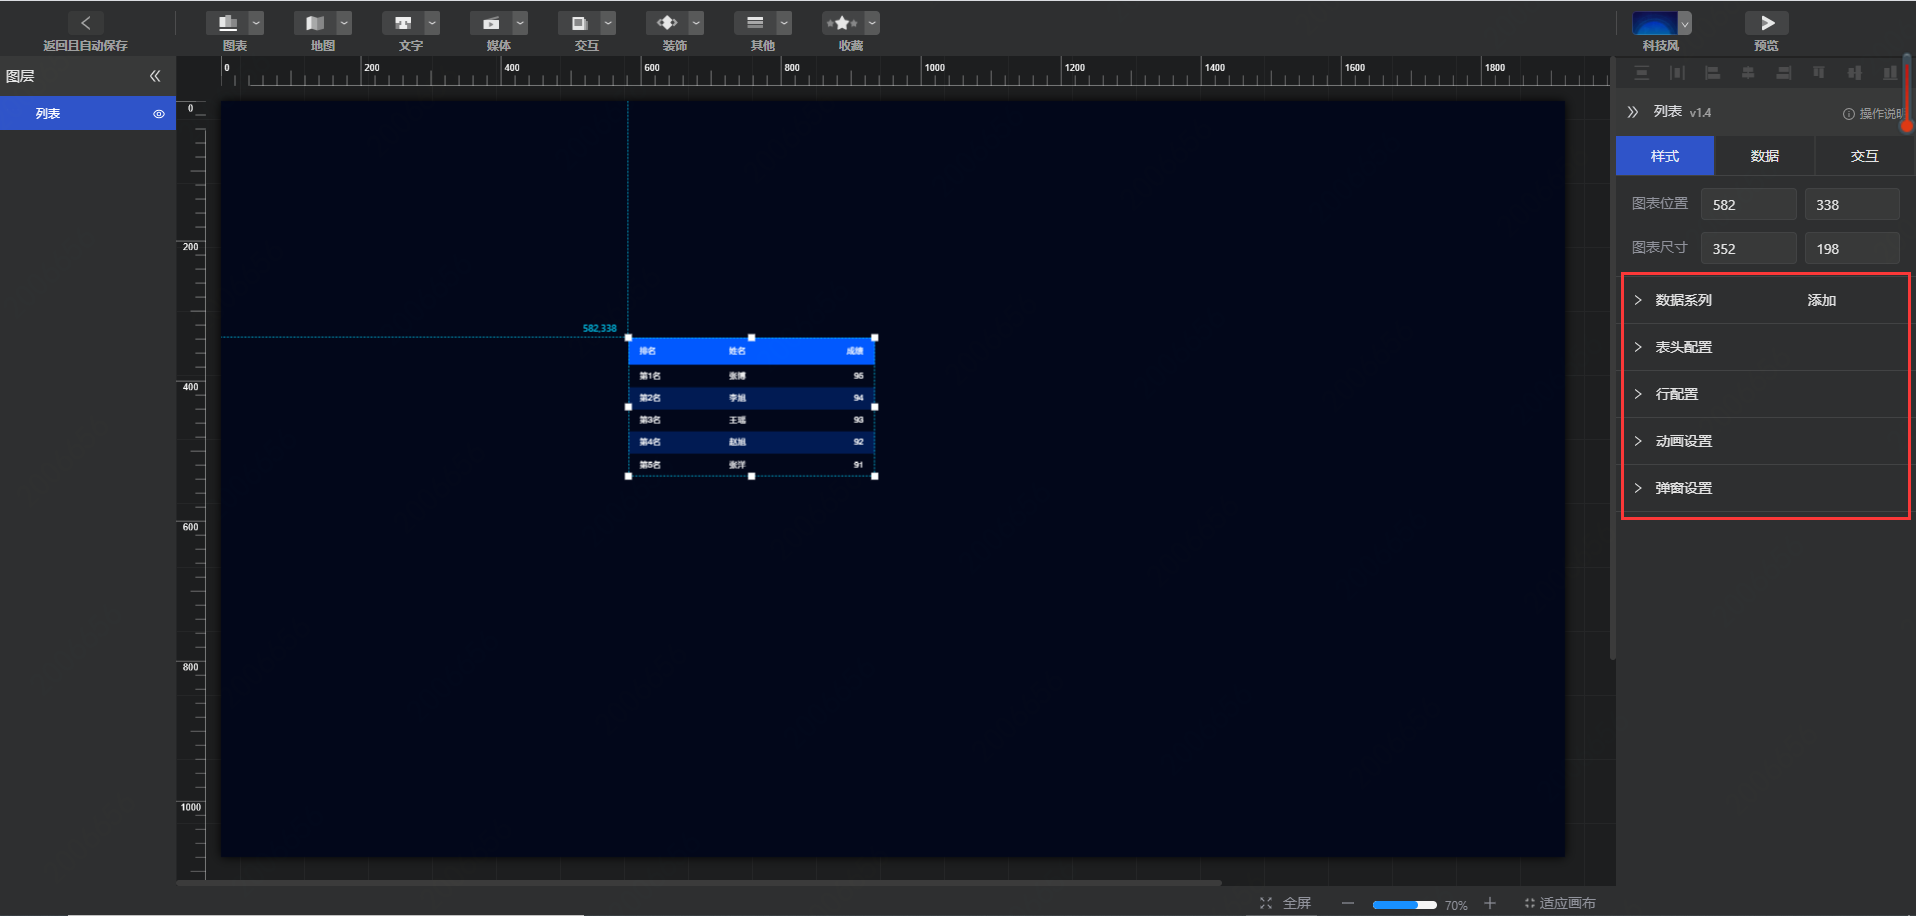 返回且自动保存
图表
地图
文字
媒体
交互
装饰
其他
收藏
科技风
预览
图层
列表
0 200 400 600 800 1000 1200 1400 1600 1800
0
200
400
600
800
1000
582,338
排名 姓名 成绩
第1名 张博 95
第2名 李旭 94
第3名 王瑶 93
第4名 赵旭 92
第5名 张洋 91
列表 v1.4
操作说明
样式 数据 交互
图表位置 582 338
图表尺寸 352 198
数据系列 添加
表头配置
行配置
动画设置
弹窗设置
全屏
70%
适应画布